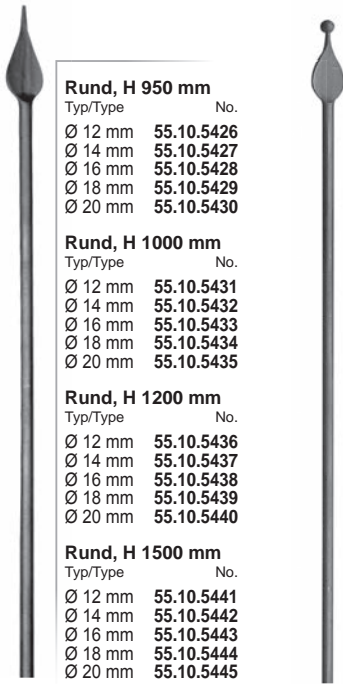 Rund, H 950 mm
Typ/Type No.
Ø 12 mm 55.10.5426
Ø 14 mm 55.10.5427
Ø 16 mm 55.10.5428
Ø 18 mm 55.10.5429
Ø 20 mm 55.10.5430
Rund, H 1000 mm
Typ/Type No.
Ø 12 mm 55.10.5431
Ø 14 mm 55.10.5432
Ø 16 mm 55.10.5433
Ø 18 mm 55.10.5434
Ø 20 mm 55.10.5435
Rund, H 1200 mm
Typ/Type No.
Ø 12 mm 55.10.5436
Ø 14 mm 55.10.5437
Ø 16 mm 55.10.5438
Ø 18 mm 55.10.5439
Ø 20 mm 55.10.5440
Rund, H 1500 mm
Typ/Type No.
Ø 12 mm 55.10.5441
Ø 14 mm 55.10.5442
Ø 16 mm 55.10.5443
Ø 18 mm 55.10.5444
Ø 20 mm 55.10.5445